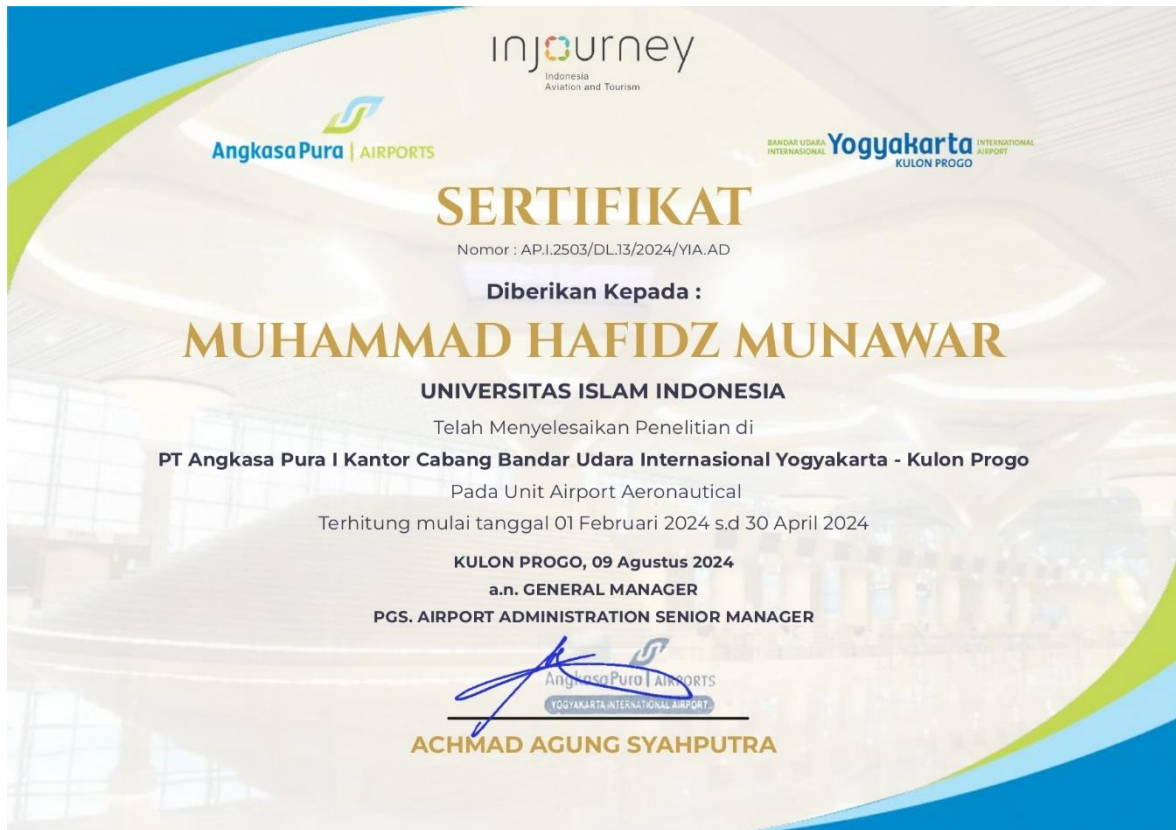 injourney
Indonesia
Aviation and Tourism
Angkasa Pura | AIRPORTS
BANDAR UDARA INTERNASIONAL Yogyakarta INTERNATIONAL AIRPORT
KULON PROGO
SERTIFIKAT
Nomor : AP.I.2503/DL.13/2024/YIA.AD
Diberikan Kepada :
MUHAMMAD HAFIDZ MUNAWAR
UNIVERSITAS ISLAM INDONESIA
Telah Menyelesaikan Penelitian di
PT Angkasa Pura I Kantor Cabang Bandar Udara Internasional Yogyakarta - Kulon Progo
Pada Unit Airport Aeronautical
Terhitung mulai tanggal 01 Februari 2024 s.d 30 April 2024
KULON PROGO, 09 Agustus 2024
a.n. GENERAL MANAGER
PGS. AIRPORT ADMINISTRATION SENIOR MANAGER
Angkasa Pura | AIRPORTS
YOGYAKARTA INTERNATIONAL AIRPORT
ACHMAD AGUNG SYAHPUTRA